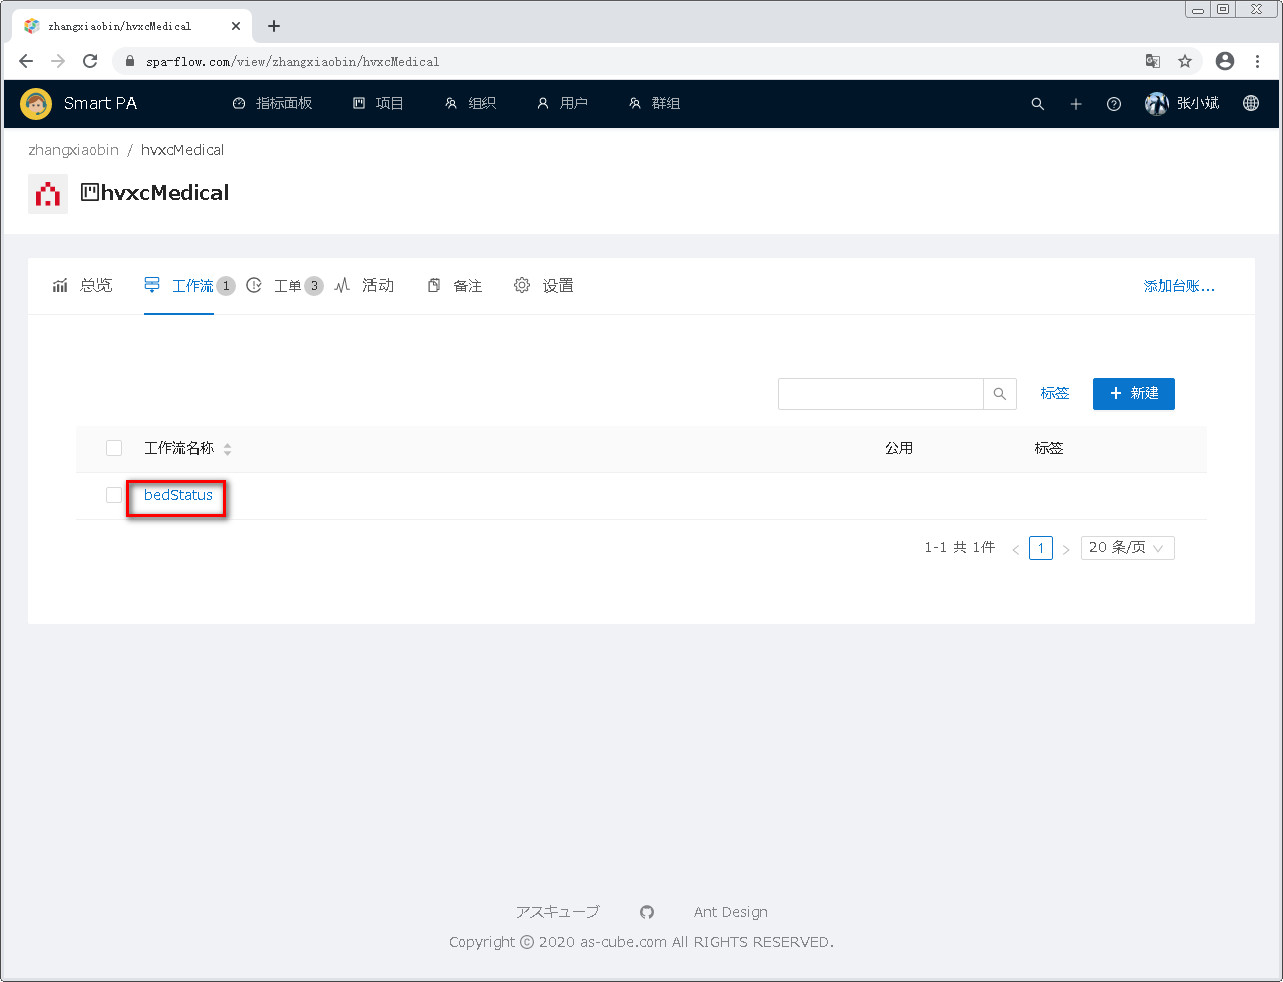 zhangxiaobin/hvxcMedical
spa-flow.com/view/zhangxiaobin/hvxcMedical
Smart PA 指标面板 项目 组织 用户 群组 张小斌
zhangxiaobin / hvxcMedical
hvxcMedical
总览 工作流 1 工单 3 活动 备注 设置 添加台账...
标签 新建
工作流名称 公用 标签
bedStatus
1-1 共 1件 1 20 条/页
アスキューブ Ant Design
Copyright © 2020 as-cube.com All RIGHTS RESERVED.